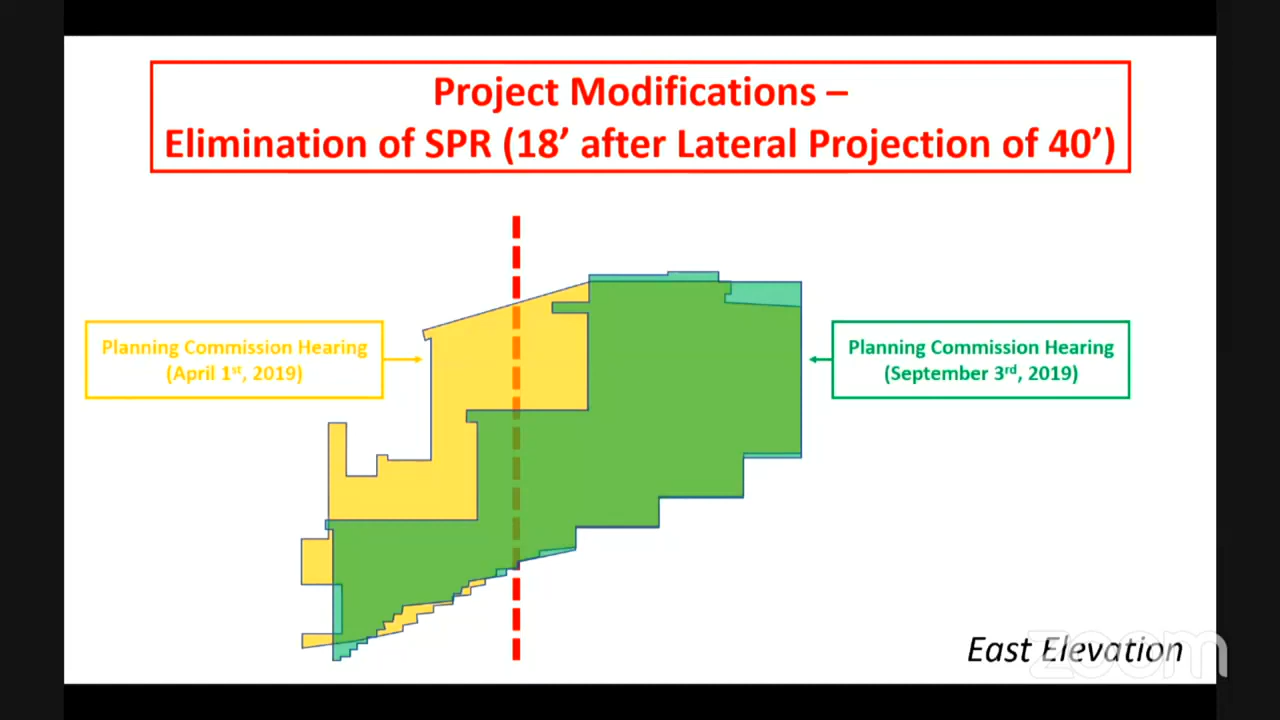 Project Modifications –
Elimination of SPR (18’ after Lateral Projection of 40’)
Planning Commission Hearing
(April 1st, 2019)
Planning Commission Hearing
(September 3rd, 2019)
East Elevation
zoom